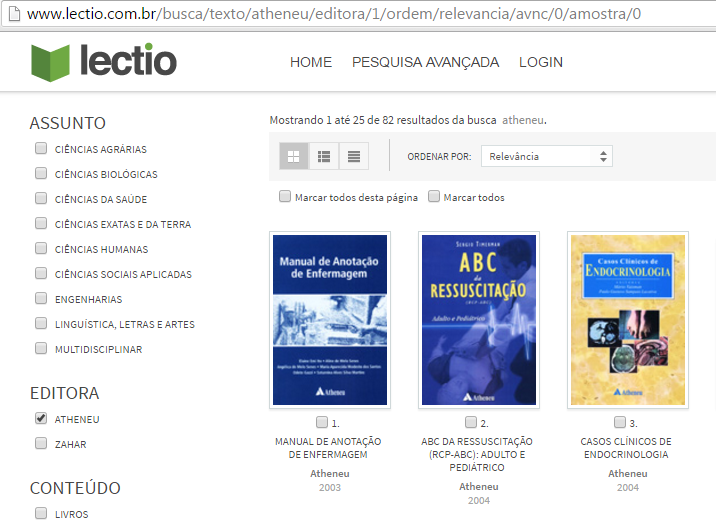 www.lectio.com.br/busca/texto/atheneu/editora/1/ordem/relevancia/avnc/0/amostra/0
lectio
HOME PESQUISA AVANÇADA LOGIN
ASSUNTO
CIÊNCIAS AGRÁRIAS
CIÊNCIAS BIOLÓGICAS
CIÊNCIAS DA SAÚDE
CIÊNCIAS EXATAS E DA TERRA
CIÊNCIAS HUMANAS
CIÊNCIAS SOCIAIS APLICADAS
ENGENHARIAS
LINGUÍSTICA, LETRAS E ARTES
MULTIDISCIPLINAR
EDITORA
ATHENEU
ZAHAR
CONTEÚDO
LIVROS
Mostrando 1 até 25 de 82 resultados da busca atheneu.
ORDENAR POR: Relevância
Marcar todos desta página Marcar todos
Manual de Anotação
de Enfermagem
Atheneu
1.
MANUAL DE ANOTAÇÃO
DE ENFERMAGEM
Atheneu
2003
SERGIO TIMERMAN
ABC
da
RESSUSCITAÇÃO
(RCP-ABC)
Adulto e Pediátrico
Atheneu
2.
ABC DA RESSUSCITAÇÃO
(RCP-ABC): ADULTO E
PEDIÁTRICO
Atheneu
2004
Casos Clínicos de
ENDOCRINOLOGIA
Atheneu
3.
CASOS CLÍNICOS DE
ENDOCRINOLOGIA
Atheneu
2004